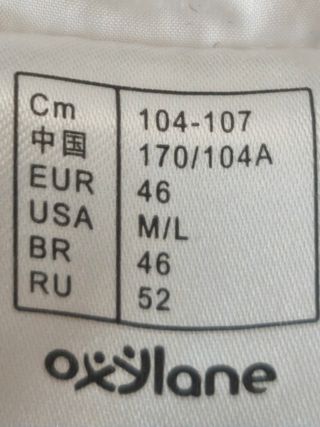 Cm 104-107
中国 170/104A
EUR 46
USA M/L
BR 46
RU 52
oxylane